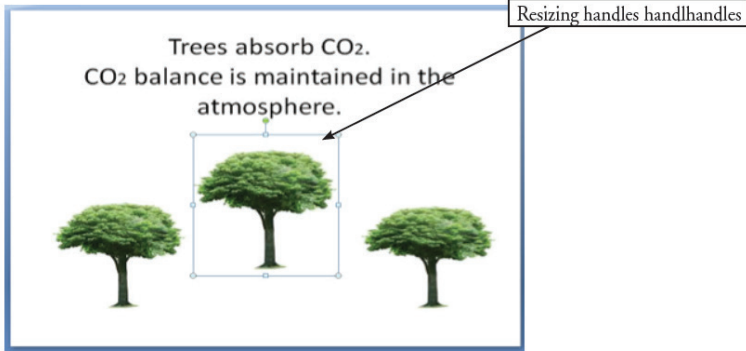 Resizing handles handlhandles
Trees absorb CO2.
CO2 balance is maintained in the
atmosphere.